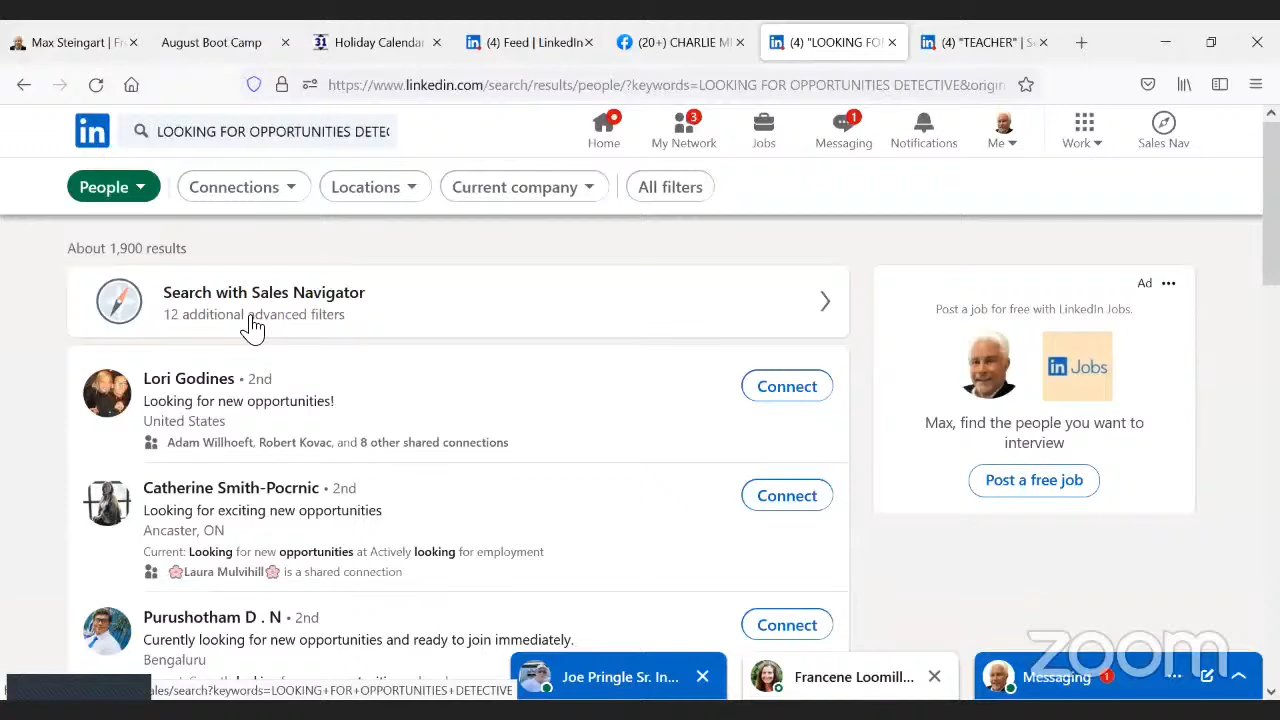 Max Steingart | Fr
August Boot Camp
31 Holiday Calenda
in (4) Feed | LinkedIn
(20+) CHARLIE M
in (4) "LOOKING FO
in (4) "TEACHER" | S
https://www.linkedin.com/search/results/people/?keywords=LOOKING FOR OPPORTUNITIES DETECTIVE&origin
in
LOOKING FOR OPPORTUNITIES DETEC
Home
3
My Network
Jobs
1
Messaging
Notifications
Me
Work
Sales Nav
People
Connections
Locations
Current company
All filters
About 1,900 results
Search with Sales Navigator
12 additional advanced filters
Lori Godines • 2nd
Looking for new opportunities!
United States
Adam Willhoeft, Robert Kovac, and 8 other shared connections
Connect
Catherine Smith-Pocrnic • 2nd
Looking for exciting new opportunities
Ancaster, ON
Current: Looking for new opportunities at Actively looking for employment
🌸Laura Mulvihill🌸 is a shared connection
Connect
Purushotham D . N • 2nd
Curently looking for new opportunities and ready to join immediately.
Bengaluru
Connect
Ad •••
Post a job for free with LinkedIn Jobs.
in Jobs
Max, find the people you want to
interview
Post a free job
zoom
ales/search?keywords=LOOKING+FOR+OPPORTUNITIES+DETECTIVE
Joe Pringle Sr. In...
Francene Loomill...
Messaging 1